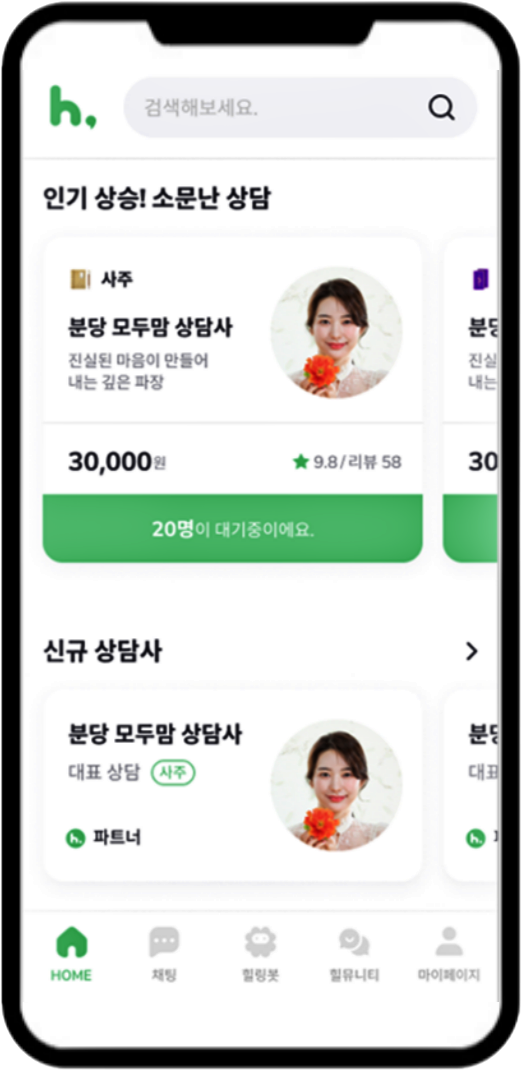 h,
검색해보세요.
인기 상승! 소문난 상담
사주
분당 모두맘 상담사
진실된 마음이 만들어
내는 깊은 파장
30,000원
★ 9.8/리뷰 58
20명이 대기중이에요.
분당
진실
내는
30
신규 상담사
분당 모두맘 상담사
대표 상담 사주
h. 파트너
분당
대표
h.
HOME
채팅
힐링봇
힐뮤니티
마이페이지